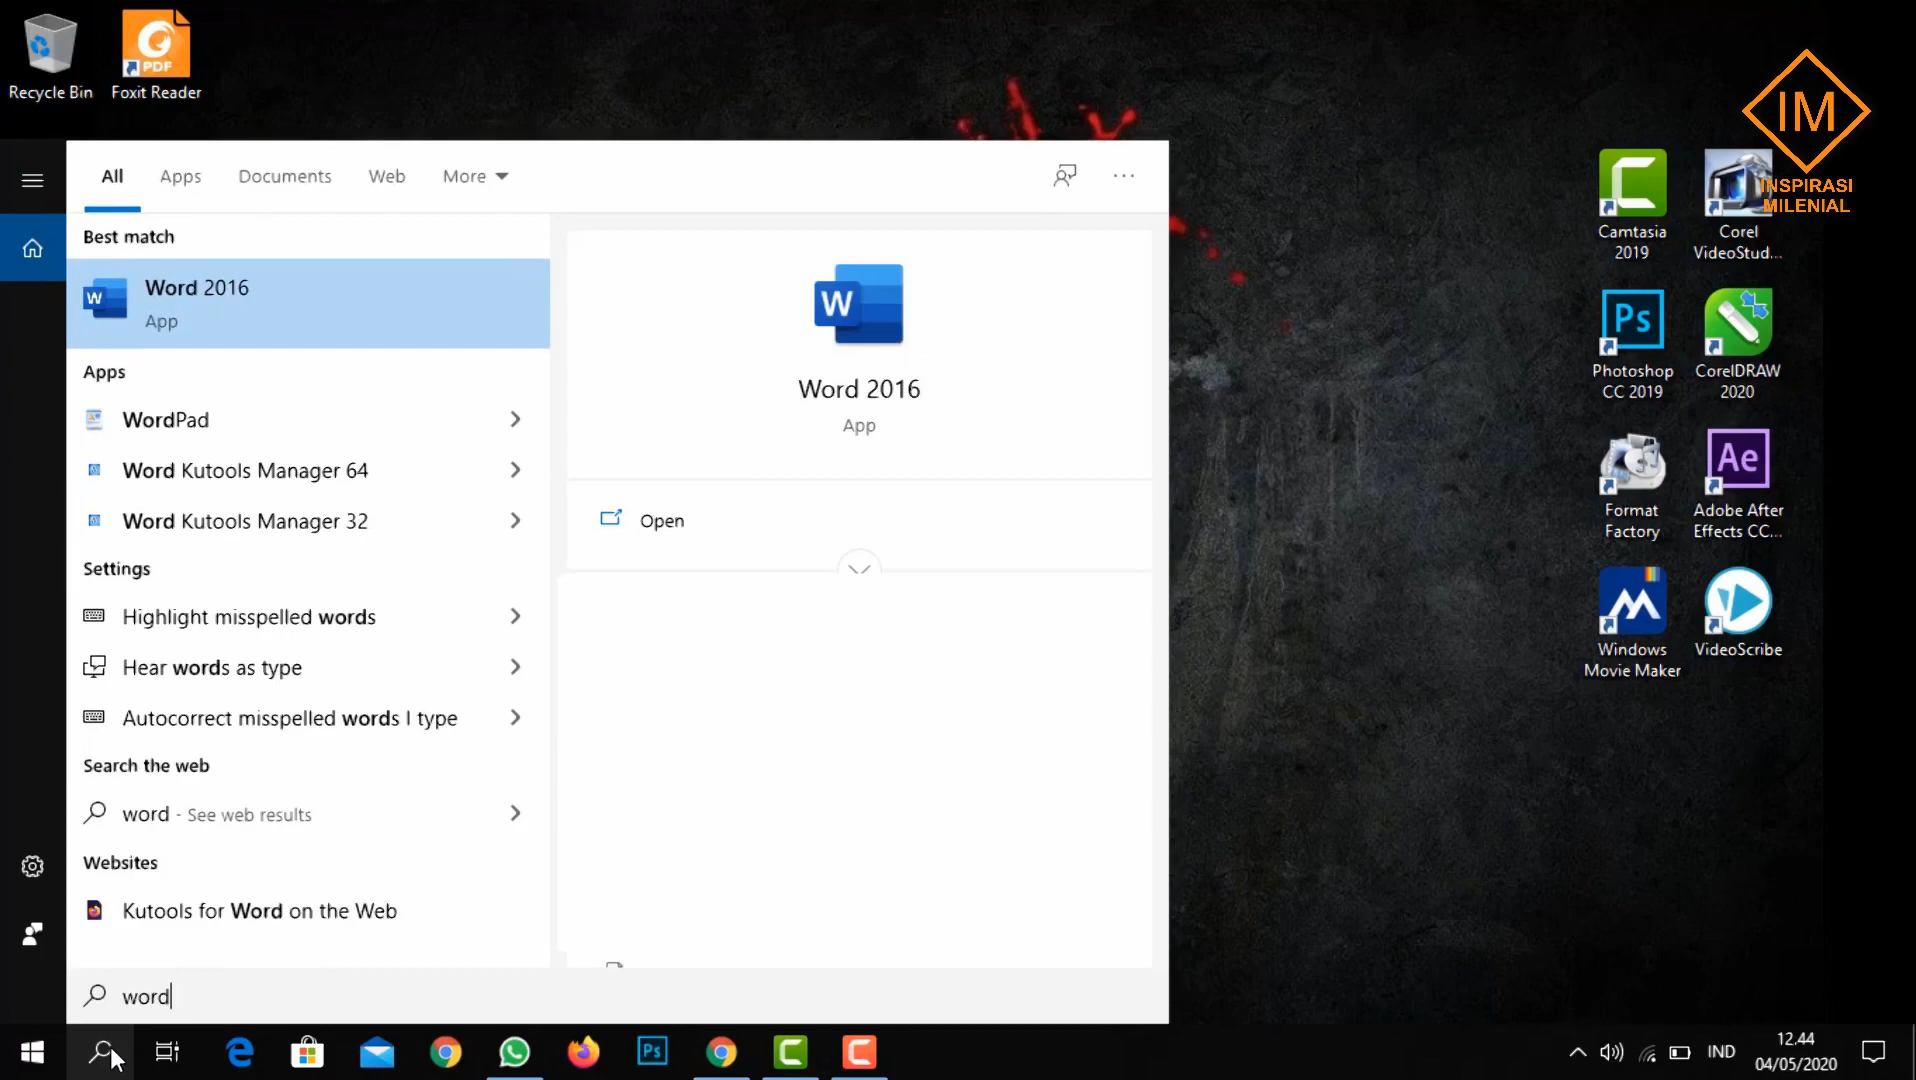 Recycle Bin
PDF
Foxit Reader
IM
INSPIRASI
MILENIAL
All
Apps
Documents
Web
More
Best match
W
Word 2016
App
Apps
WordPad
Word Kutools Manager 64
Word Kutools Manager 32
Settings
Highlight misspelled words
Hear words as type
Autocorrect misspelled words I type
Search the web
word - See web results
Websites
Kutools for Word on the Web
word
W
Word 2016
App
Open
Camtasia
2019
Corel
VideoStud...
Ps
Photoshop
CC 2019
CorelDRAW
2020
Format
Factory
Ae
Adobe After
Effects CC...
Windows
Movie Maker
VideoScribe
Ps
IND
12.44
04/05/2020